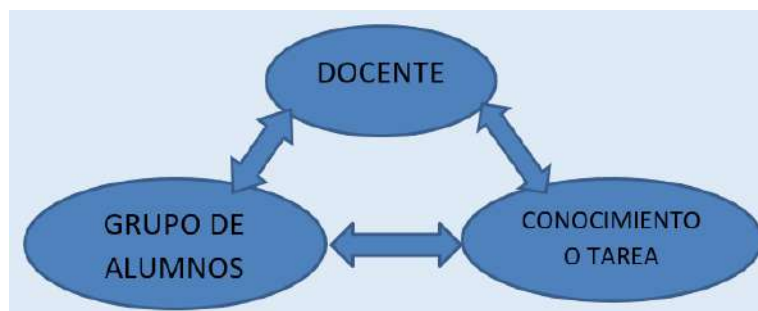 DOCENTE
GRUPO DE
ALUMNOS
CONOCIMIENTO
O TAREA